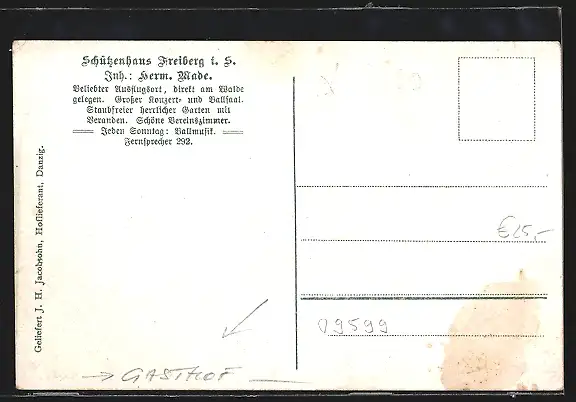 Schützenhaus Freiberg i. S.
Inh.: Herm. Made.
Beliebter Ausflugsort, direkt am Walde
gelegen. Großer Konzert- und Ballsaal.
Staubfreier herrlicher Garten mit
Veranden. Schöne Vereinszimmer.
Jeden Sonntag: Ballmusik.
Fernsprecher 292.
Geliefert J. H. Jacobsohn, Hoflieferant, Danzig.
€25,-
09599
→ GASTHOF